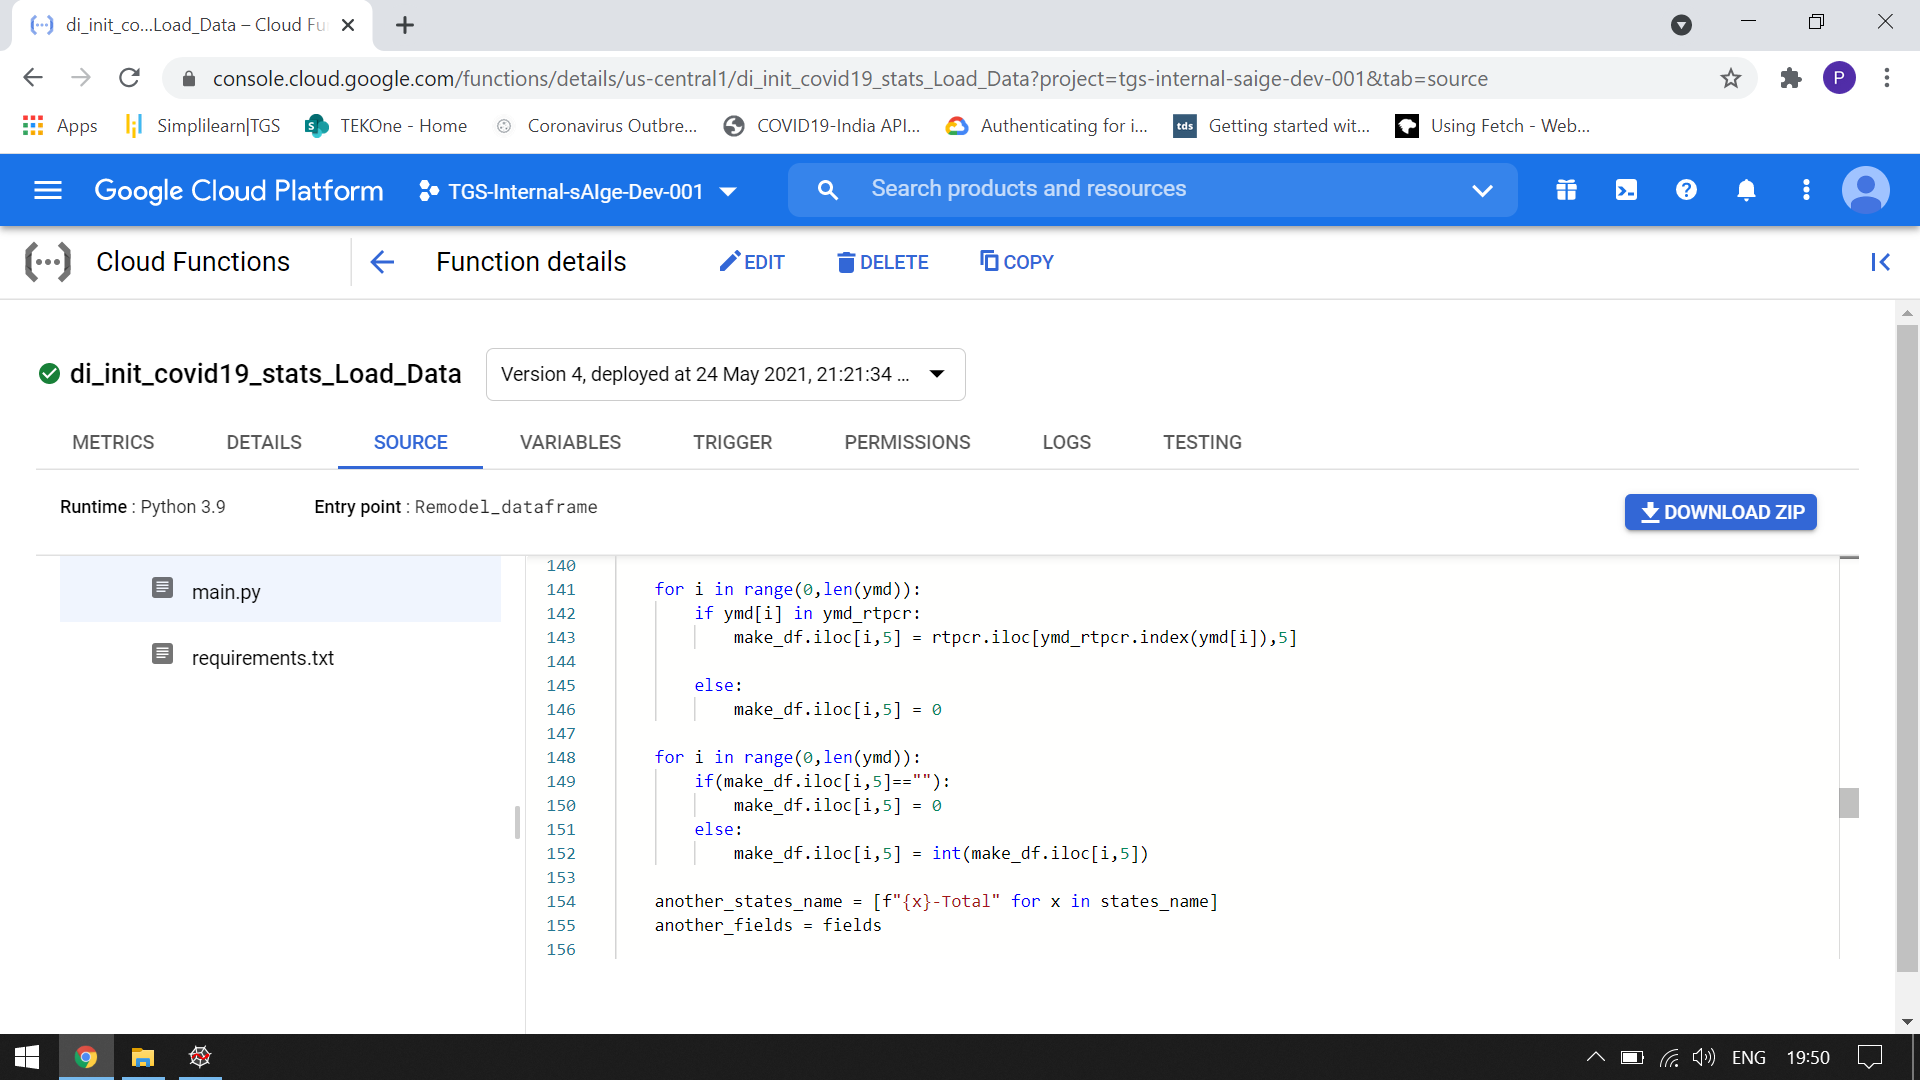 di_init_co...Load_Data – Cloud Fu
console.cloud.google.com/functions/details/us-central1/di_init_covid19_stats_Load_Data?project=tgs-internal-saige-dev-001&tab=source
P
Apps
Simplilearn|TGS
TEKOne - Home
Coronavirus Outbre...
COVID19-India API...
Authenticating for i...
tds
Getting started wit...
Using Fetch - Web...
Google Cloud Platform
TGS-Internal-sAIge-Dev-001
Search products and resources
Cloud Functions
Function details
EDIT
DELETE
COPY
di_init_covid19_stats_Load_Data
Version 4, deployed at 24 May 2021, 21:21:34 ...
METRICS
DETAILS
SOURCE
VARIABLES
TRIGGER
PERMISSIONS
LOGS
TESTING
Runtime : Python 3.9
Entry point : Remodel_dataframe
DOWNLOAD ZIP
main.py
requirements.txt
140
141 for i in range(0,len(ymd)):
142 if ymd[i] in ymd_rtpcr:
143 make_df.iloc[i,5] = rtpcr.iloc[ymd_rtpcr.index(ymd[i]),5]
144
145 else:
146 make_df.iloc[i,5] = 0
147
148 for i in range(0,len(ymd)):
149 if(make_df.iloc[i,5]==""):
150 make_df.iloc[i,5] = 0
151 else:
152 make_df.iloc[i,5] = int(make_df.iloc[i,5])
153
154 another_states_name = [f"{x}-Total" for x in states_name]
155 another_fields = fields
156
ENG
19:50